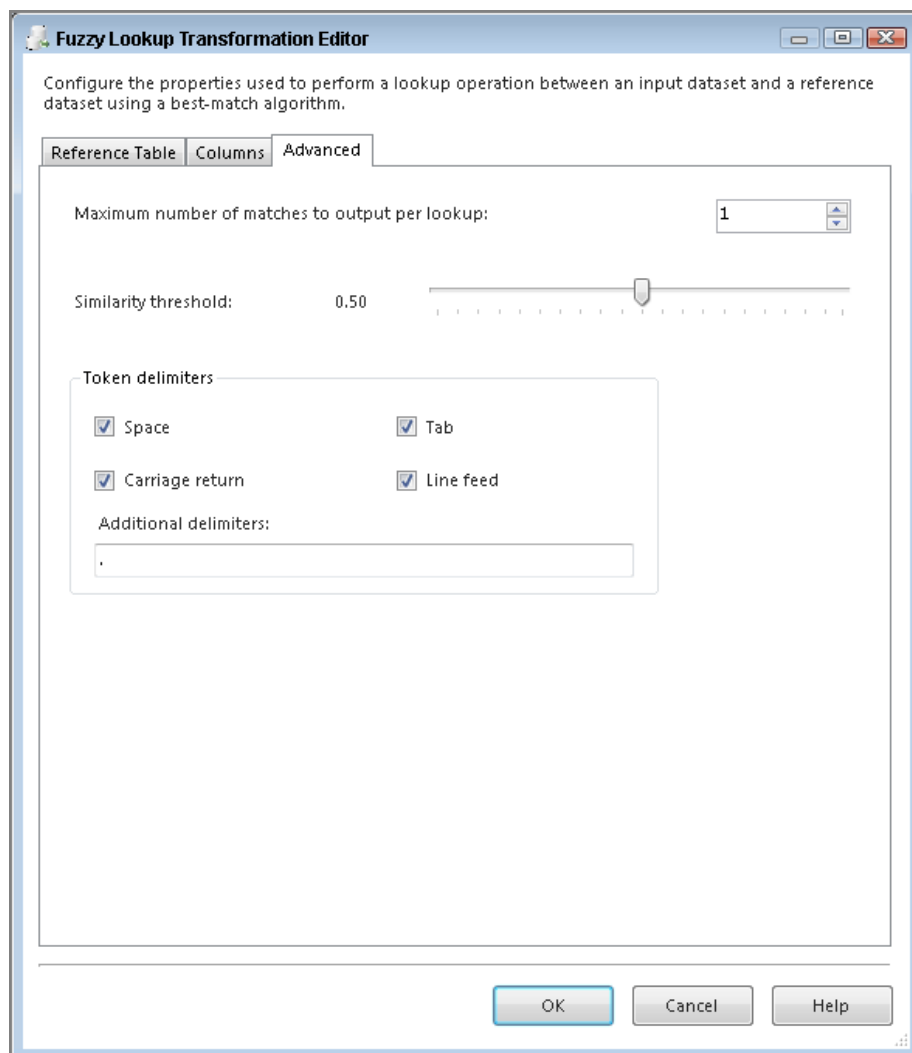 Fuzzy Lookup Transformation Editor
Configure the properties used to perform a lookup operation between an input dataset and a reference
dataset using a best-match algorithm.
Reference Table Columns Advanced
Maximum number of matches to output per lookup: 1
Similarity threshold: 0.50
Token delimiters
Space Tab
Carriage return Line feed
Additional delimiters:
.
OK Cancel Help